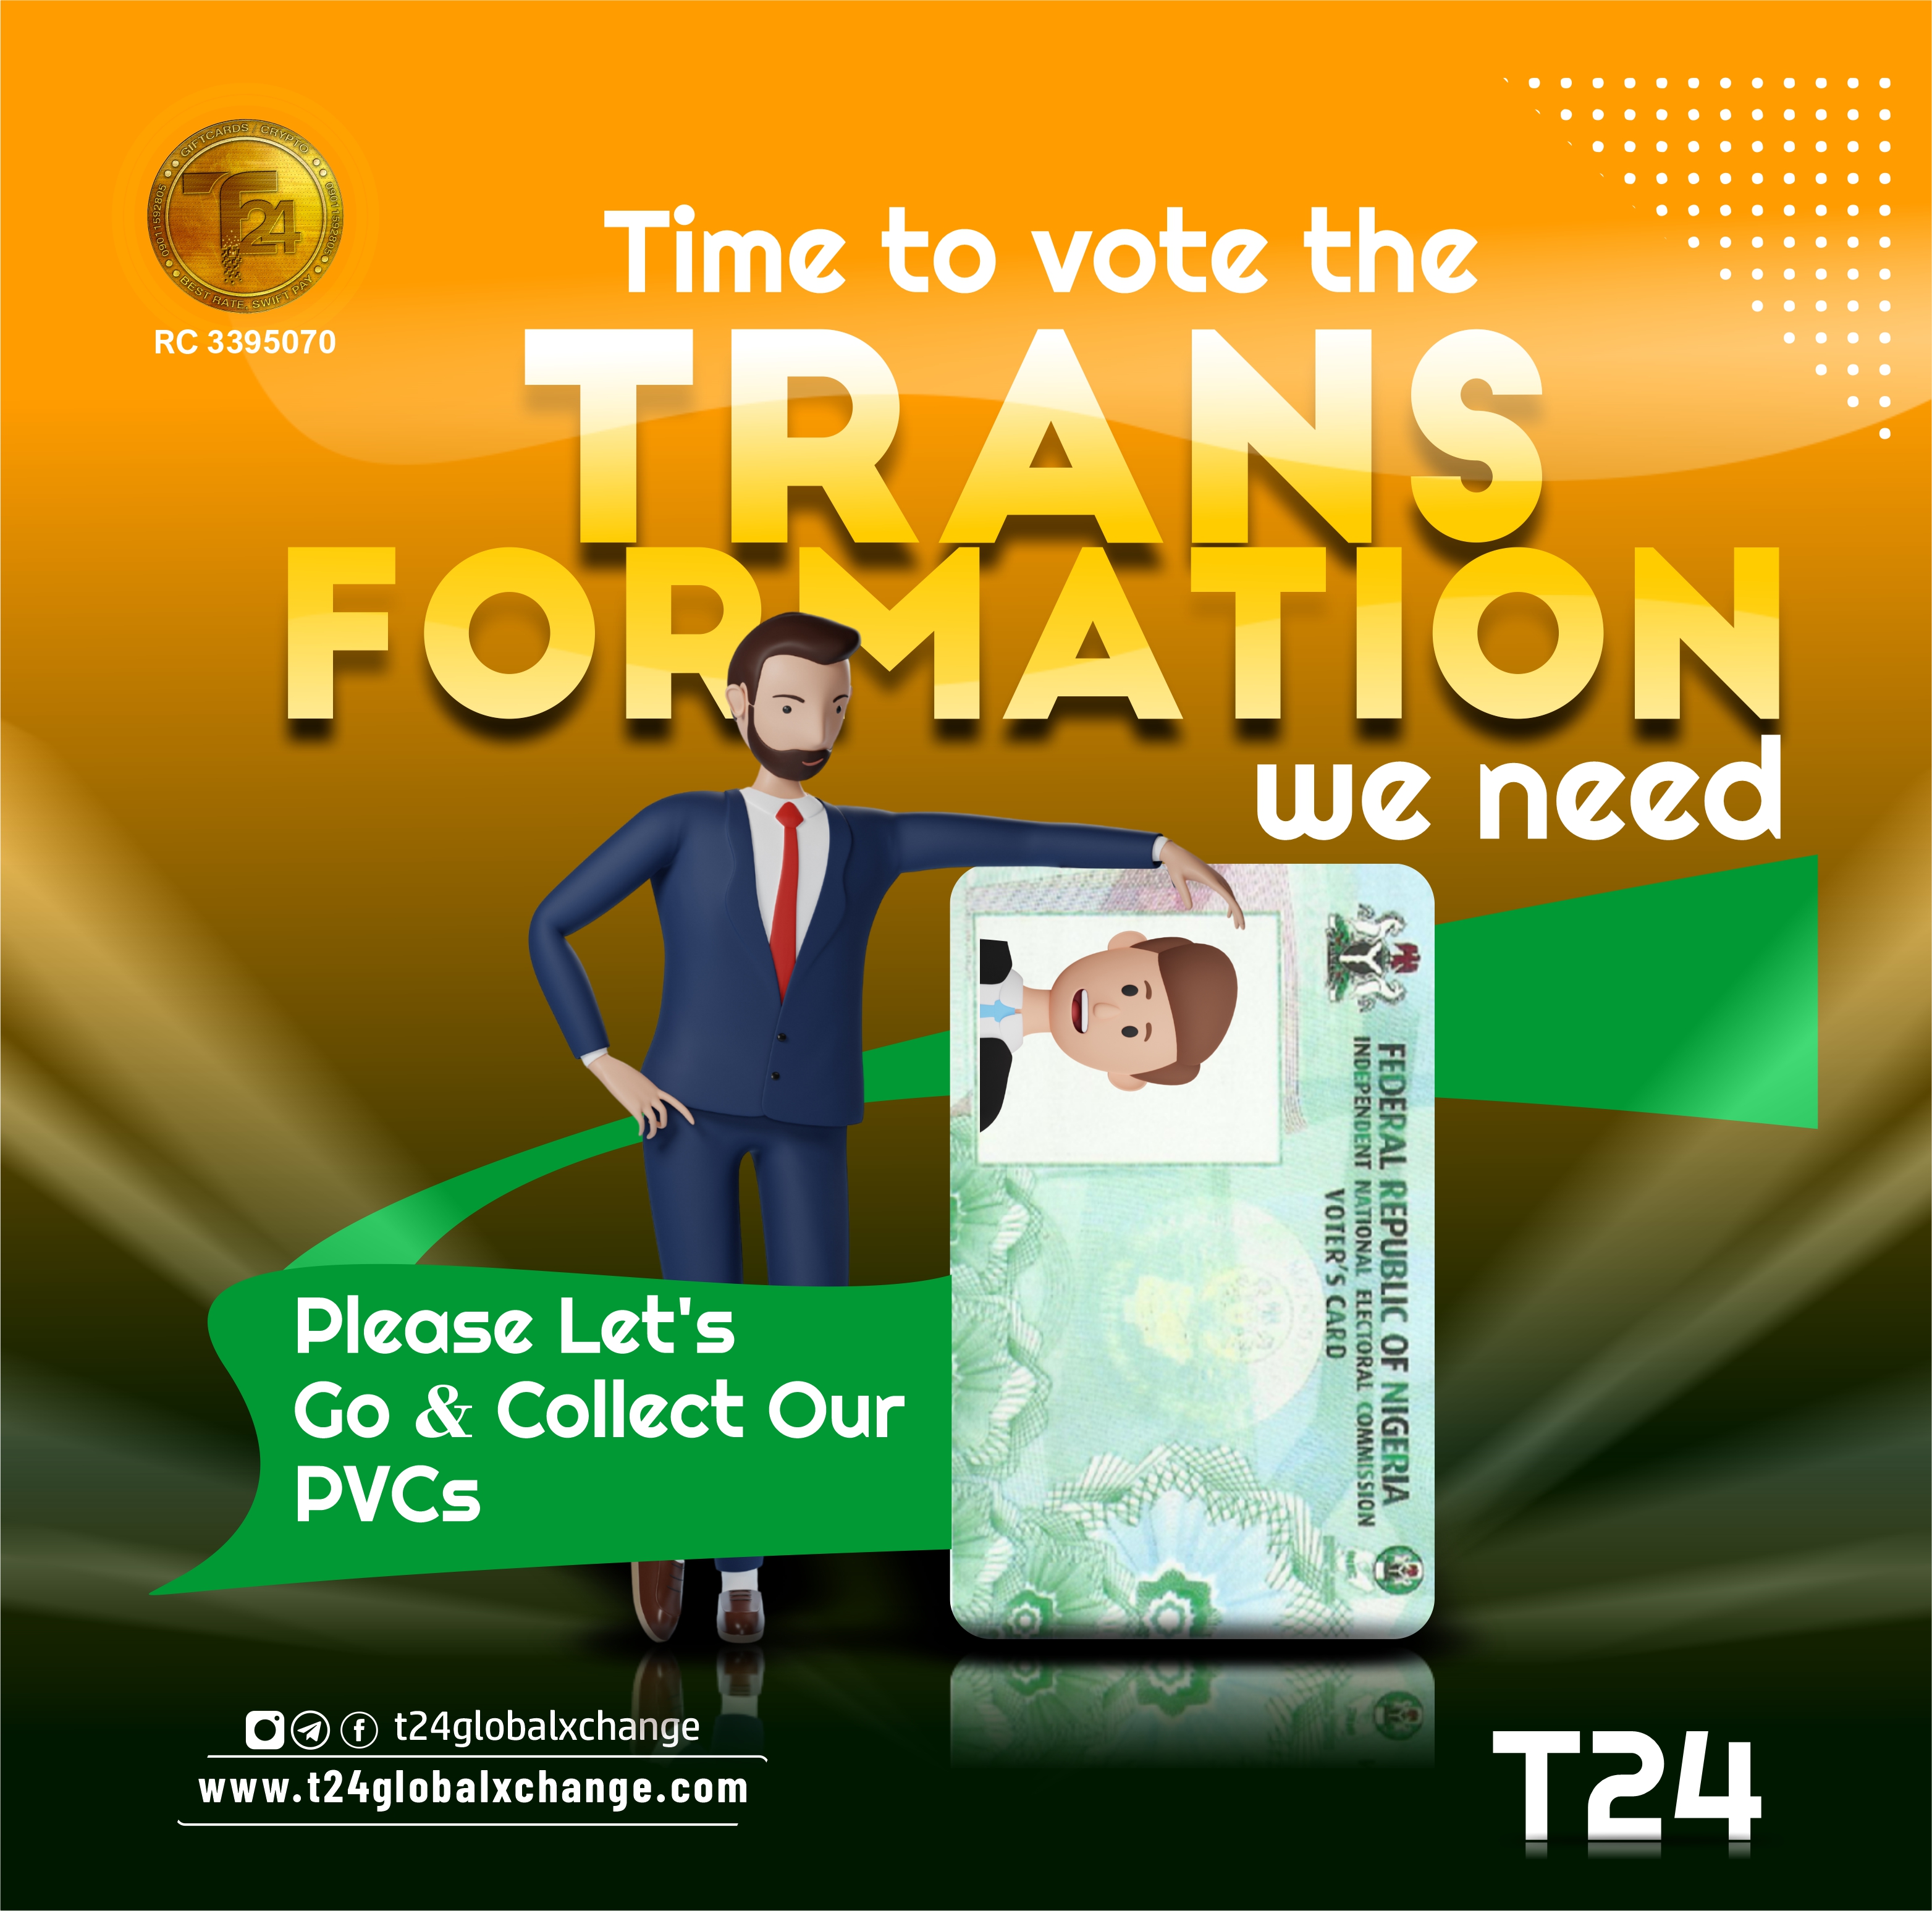 GIFTCARDS / CRYPTO
09011592805
T24
09011592805
BEST RATE, SWIFT PAY
RC 3395070
Time to vote the
TRANS
FORMATION
we need
FEDERAL REPUBLIC OF NIGERIA
INDEPENDENT NATIONAL ELECTORAL COMMISSION
VOTER'S CARD
Please Let's
Go & Collect Our
PVCs
t24globalxchange
www.t24globalxchange.com
T24